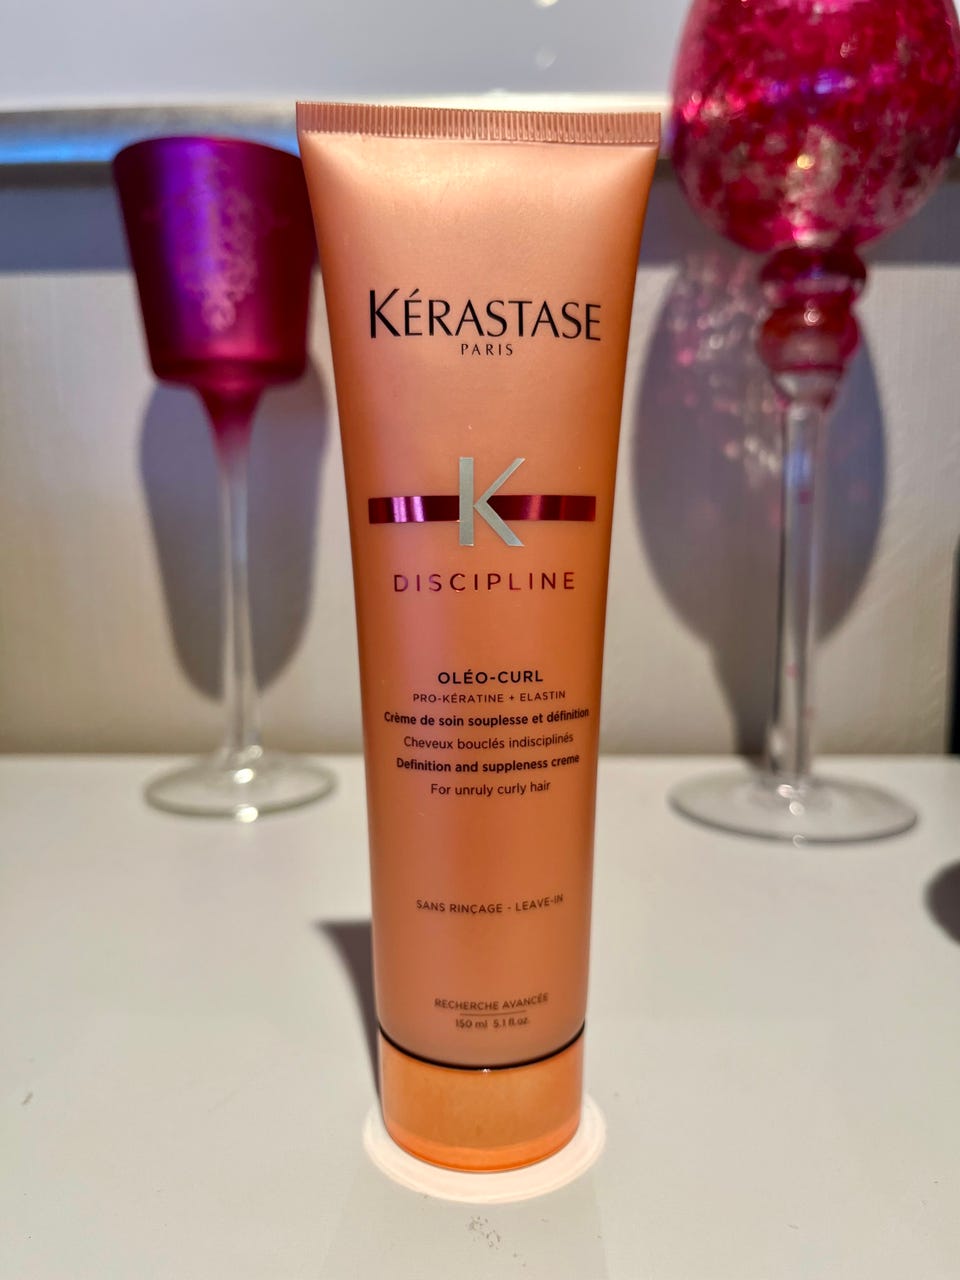 KÉRASTASE
PARIS
K
DISCIPLINE
OLÉO-CURL
PRO-KÉRATINE + ELASTIN
Crème de soin souplesse et définition
Cheveux bouclés indisciplinés
Definition and suppleness creme
For unruly curly hair
SANS RINÇAGE - LEAVE-IN
RECHERCHE AVANCÉE
150 ml 5.1 fl.oz.